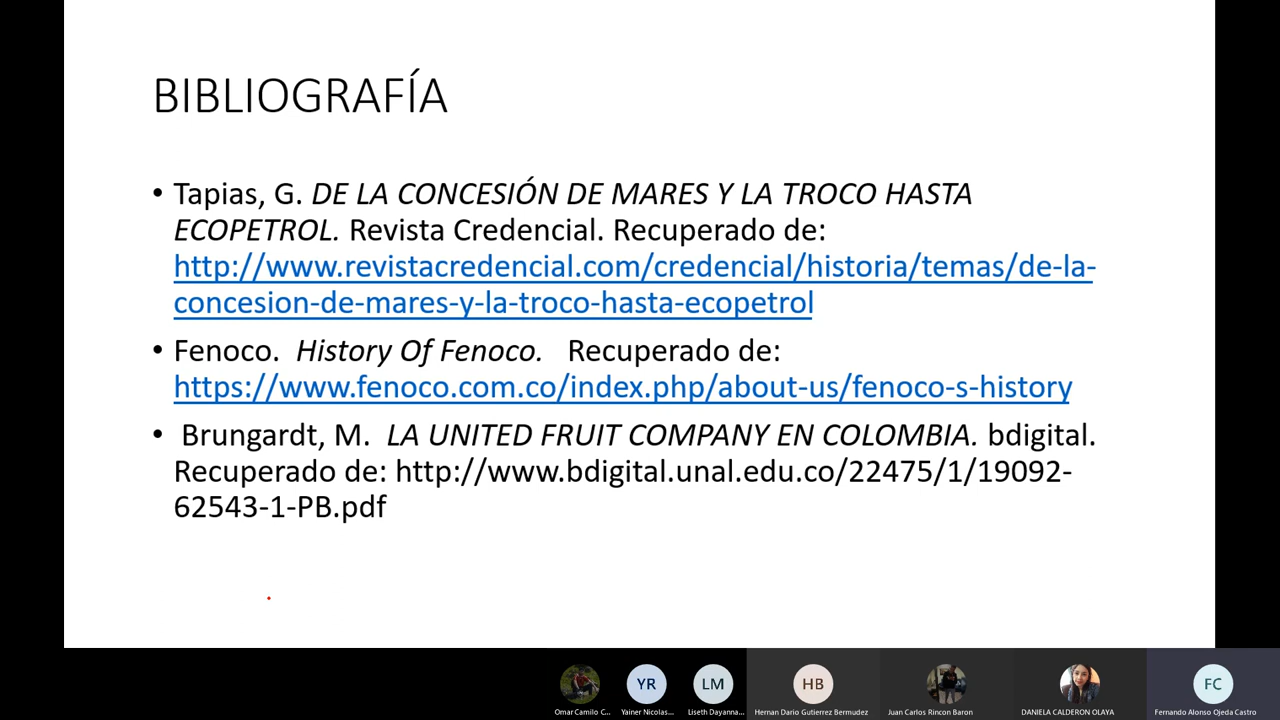 BIBLIOGRAFÍA
• Tapias, G. DE LA CONCESIÓN DE MARES Y LA TROCO HASTA
ECOPETROL. Revista Credencial. Recuperado de:
http://www.revistacredencial.com/credencial/historia/temas/de-la-
concesion-de-mares-y-la-troco-hasta-ecopetrol
• Fenoco. History Of Fenoco. Recuperado de:
https://www.fenoco.com.co/index.php/about-us/fenoco-s-history
• Brungardt, M. LA UNITED FRUIT COMPANY EN COLOMBIA. bdigital.
Recuperado de: http://www.bdigital.unal.edu.co/22475/1/19092-
62543-1-PB.pdf
YR LM HB FC
Omar Camilo C... Yainer Nicolas... Liseth Dayanna... Hernan Dario Gutierrez Bermudez Juan Carlos Rincon Baron DANIELA CALDERON OLAYA Fernando Alonso Ojeda Castro